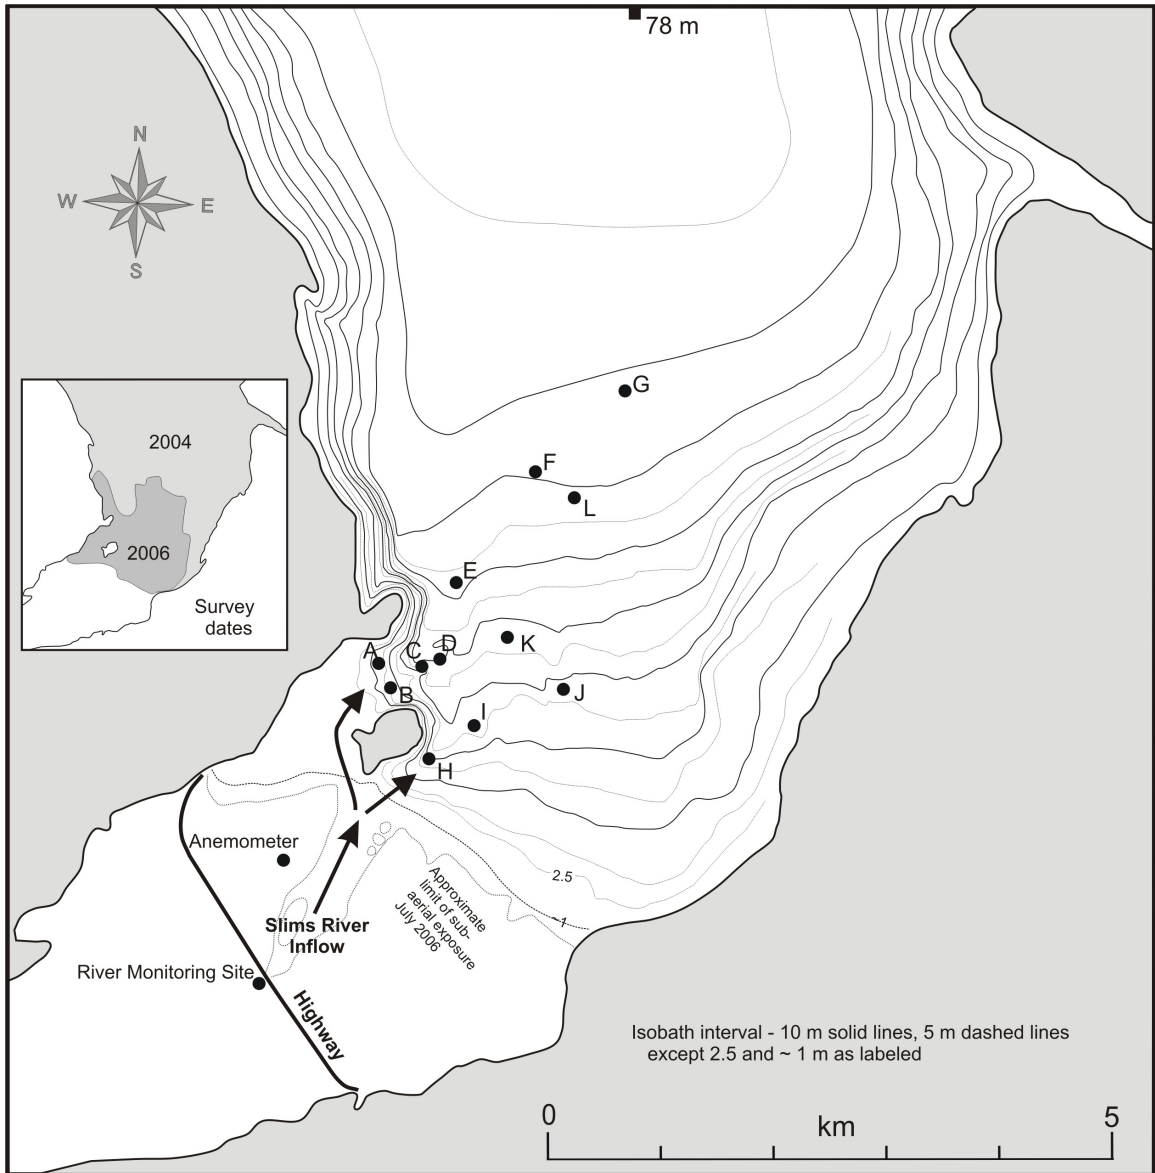 78 m
N
W
E
S
G
F
L
2004
2006
Survey
dates
E
A
C
D
K
B
J
I
H
Anemometer
2.5
~1
Approximate
limit of sub-
aerial exposure
July 2006
Slims River
Inflow
River Monitoring Site
Highway
Isobath interval - 10 m solid lines, 5 m dashed lines
except 2.5 and ~ 1 m as labeled
0
km
5